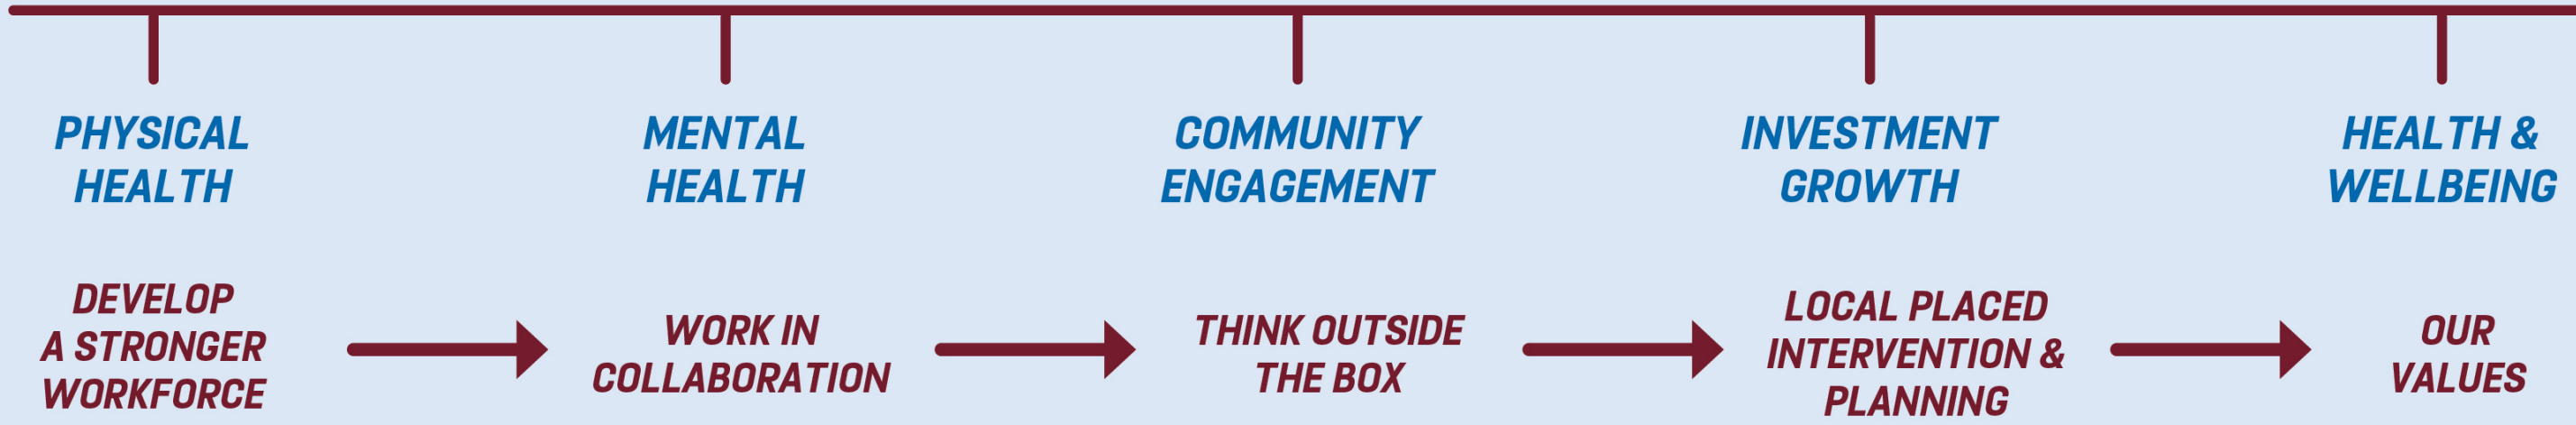 PHYSICAL
HEALTH
MENTAL
HEALTH
COMMUNITY
ENGAGEMENT
INVESTMENT
GROWTH
HEALTH &
WELLBEING
DEVELOP
A STRONGER
WORKFORCE
WORK IN
COLLABORATION
THINK OUTSIDE
THE BOX
LOCAL PLACED
INTERVENTION &
PLANNING
OUR
VALUES